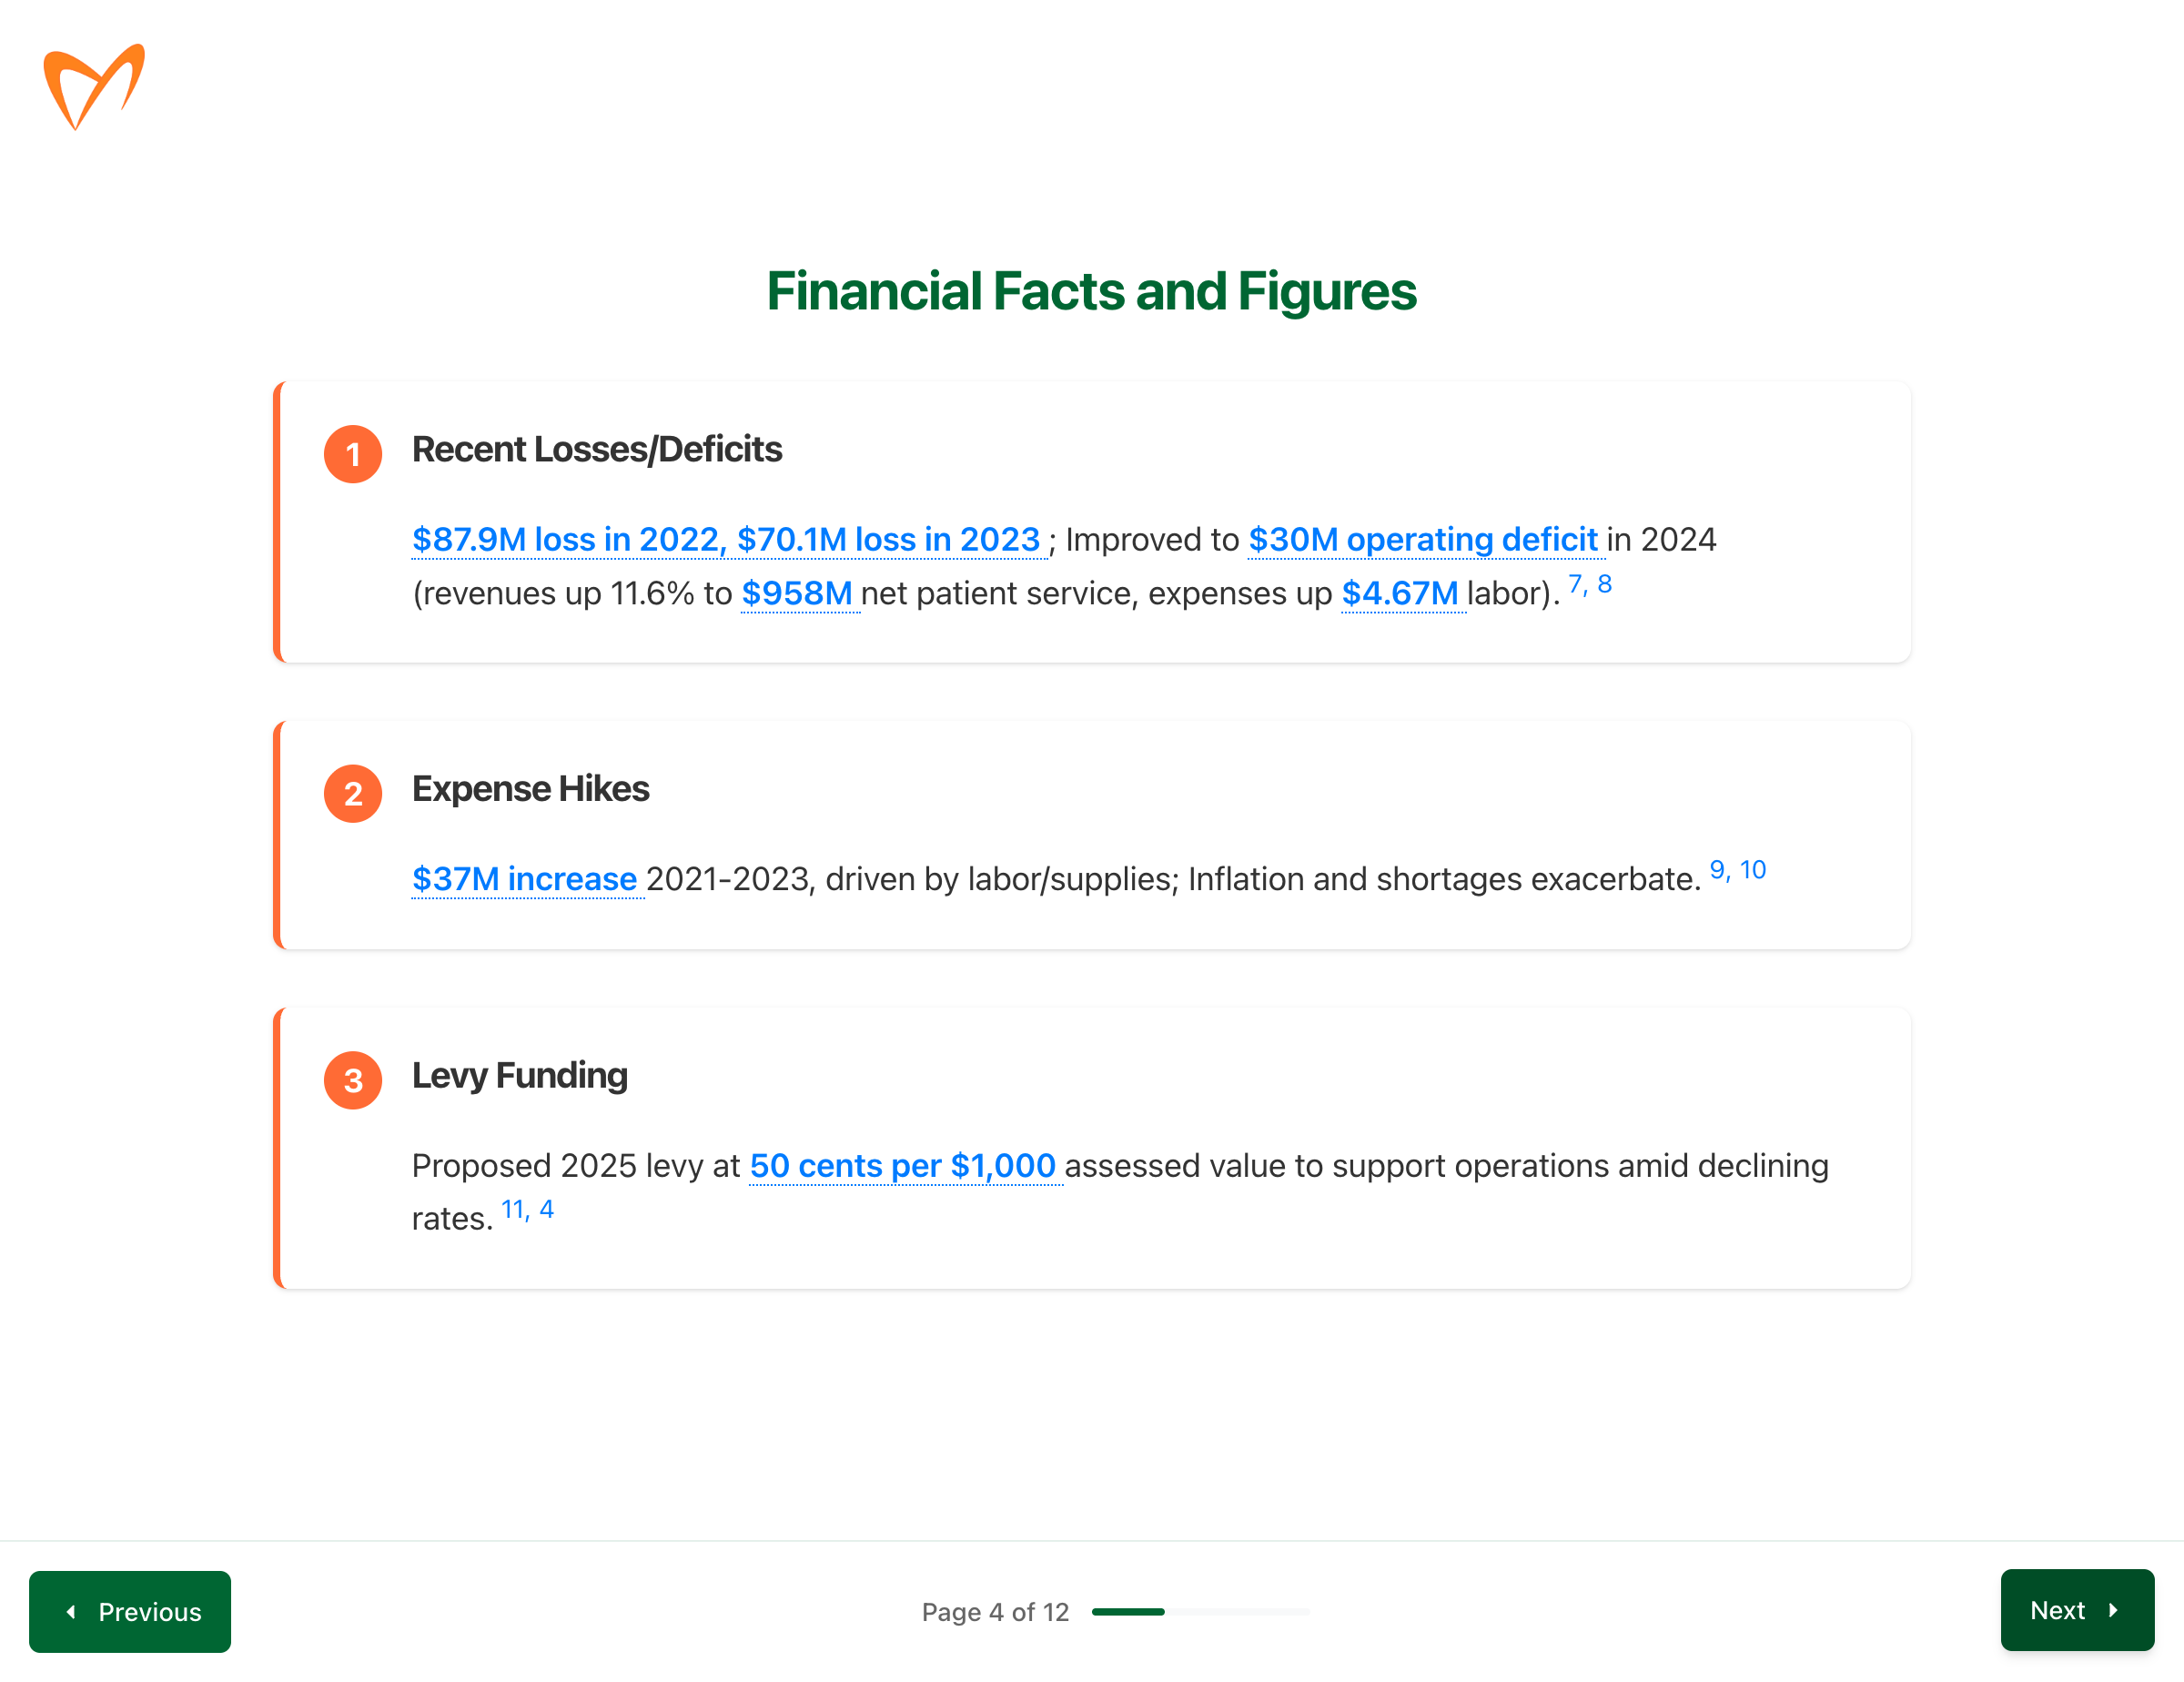 Financial Facts and Figures
1
Recent Losses/Deficits
$87.9M loss in 2022, $70.1M loss in 2023 ; Improved to $30M operating deficit in 2024
(revenues up 11.6% to $958M net patient service, expenses up $4.67M labor). 7, 8
2
Expense Hikes
$37M increase 2021-2023, driven by labor/supplies; Inflation and shortages exacerbate. 9, 10
3
Levy Funding
Proposed 2025 levy at 50 cents per $1,000 assessed value to support operations amid declining
rates. 11, 4
Previous
Page 4 of 12
Next